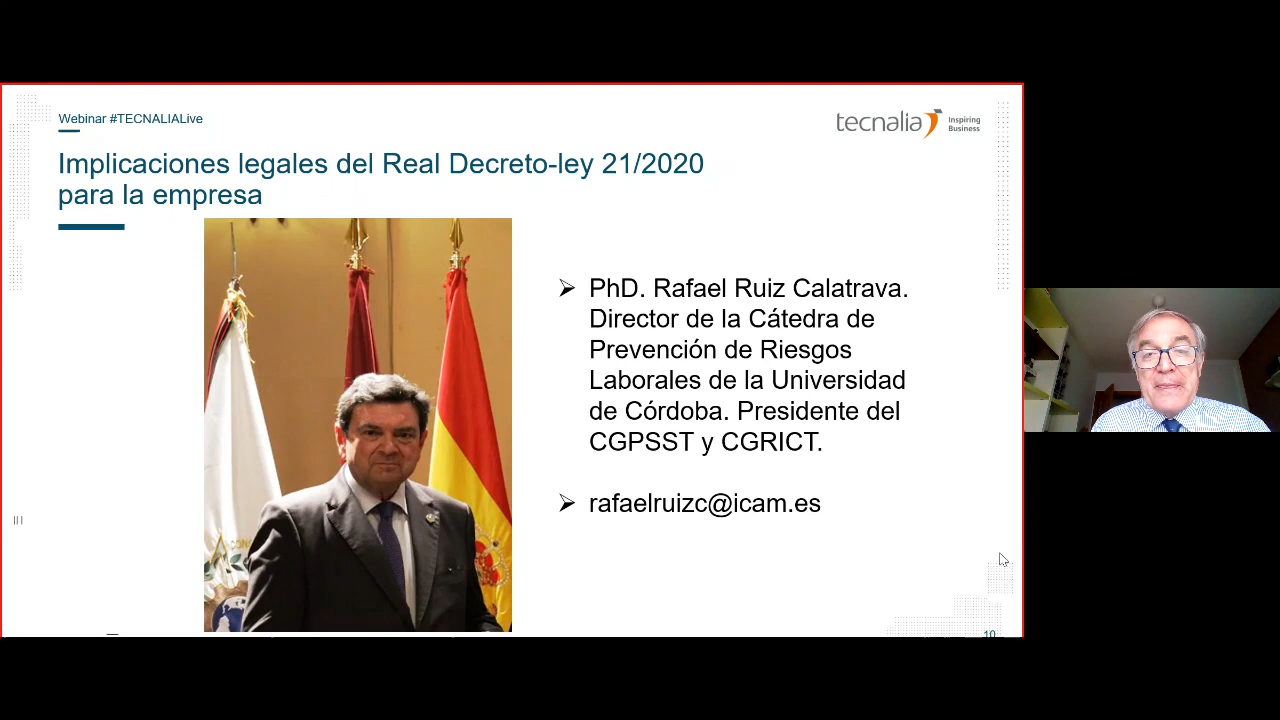 Webinar #TECNALIALive
tecnalia
Inspiring
Business
Implicaciones legales del Real Decreto-ley 21/2020
para la empresa
➢ PhD. Rafael Ruiz Calatrava.
Director de la Cátedra de
Prevención de Riesgos
Laborales de la Universidad
de Córdoba. Presidente del
CGPSST y CGRICT.
➢ rafaelruizc@icam.es
10